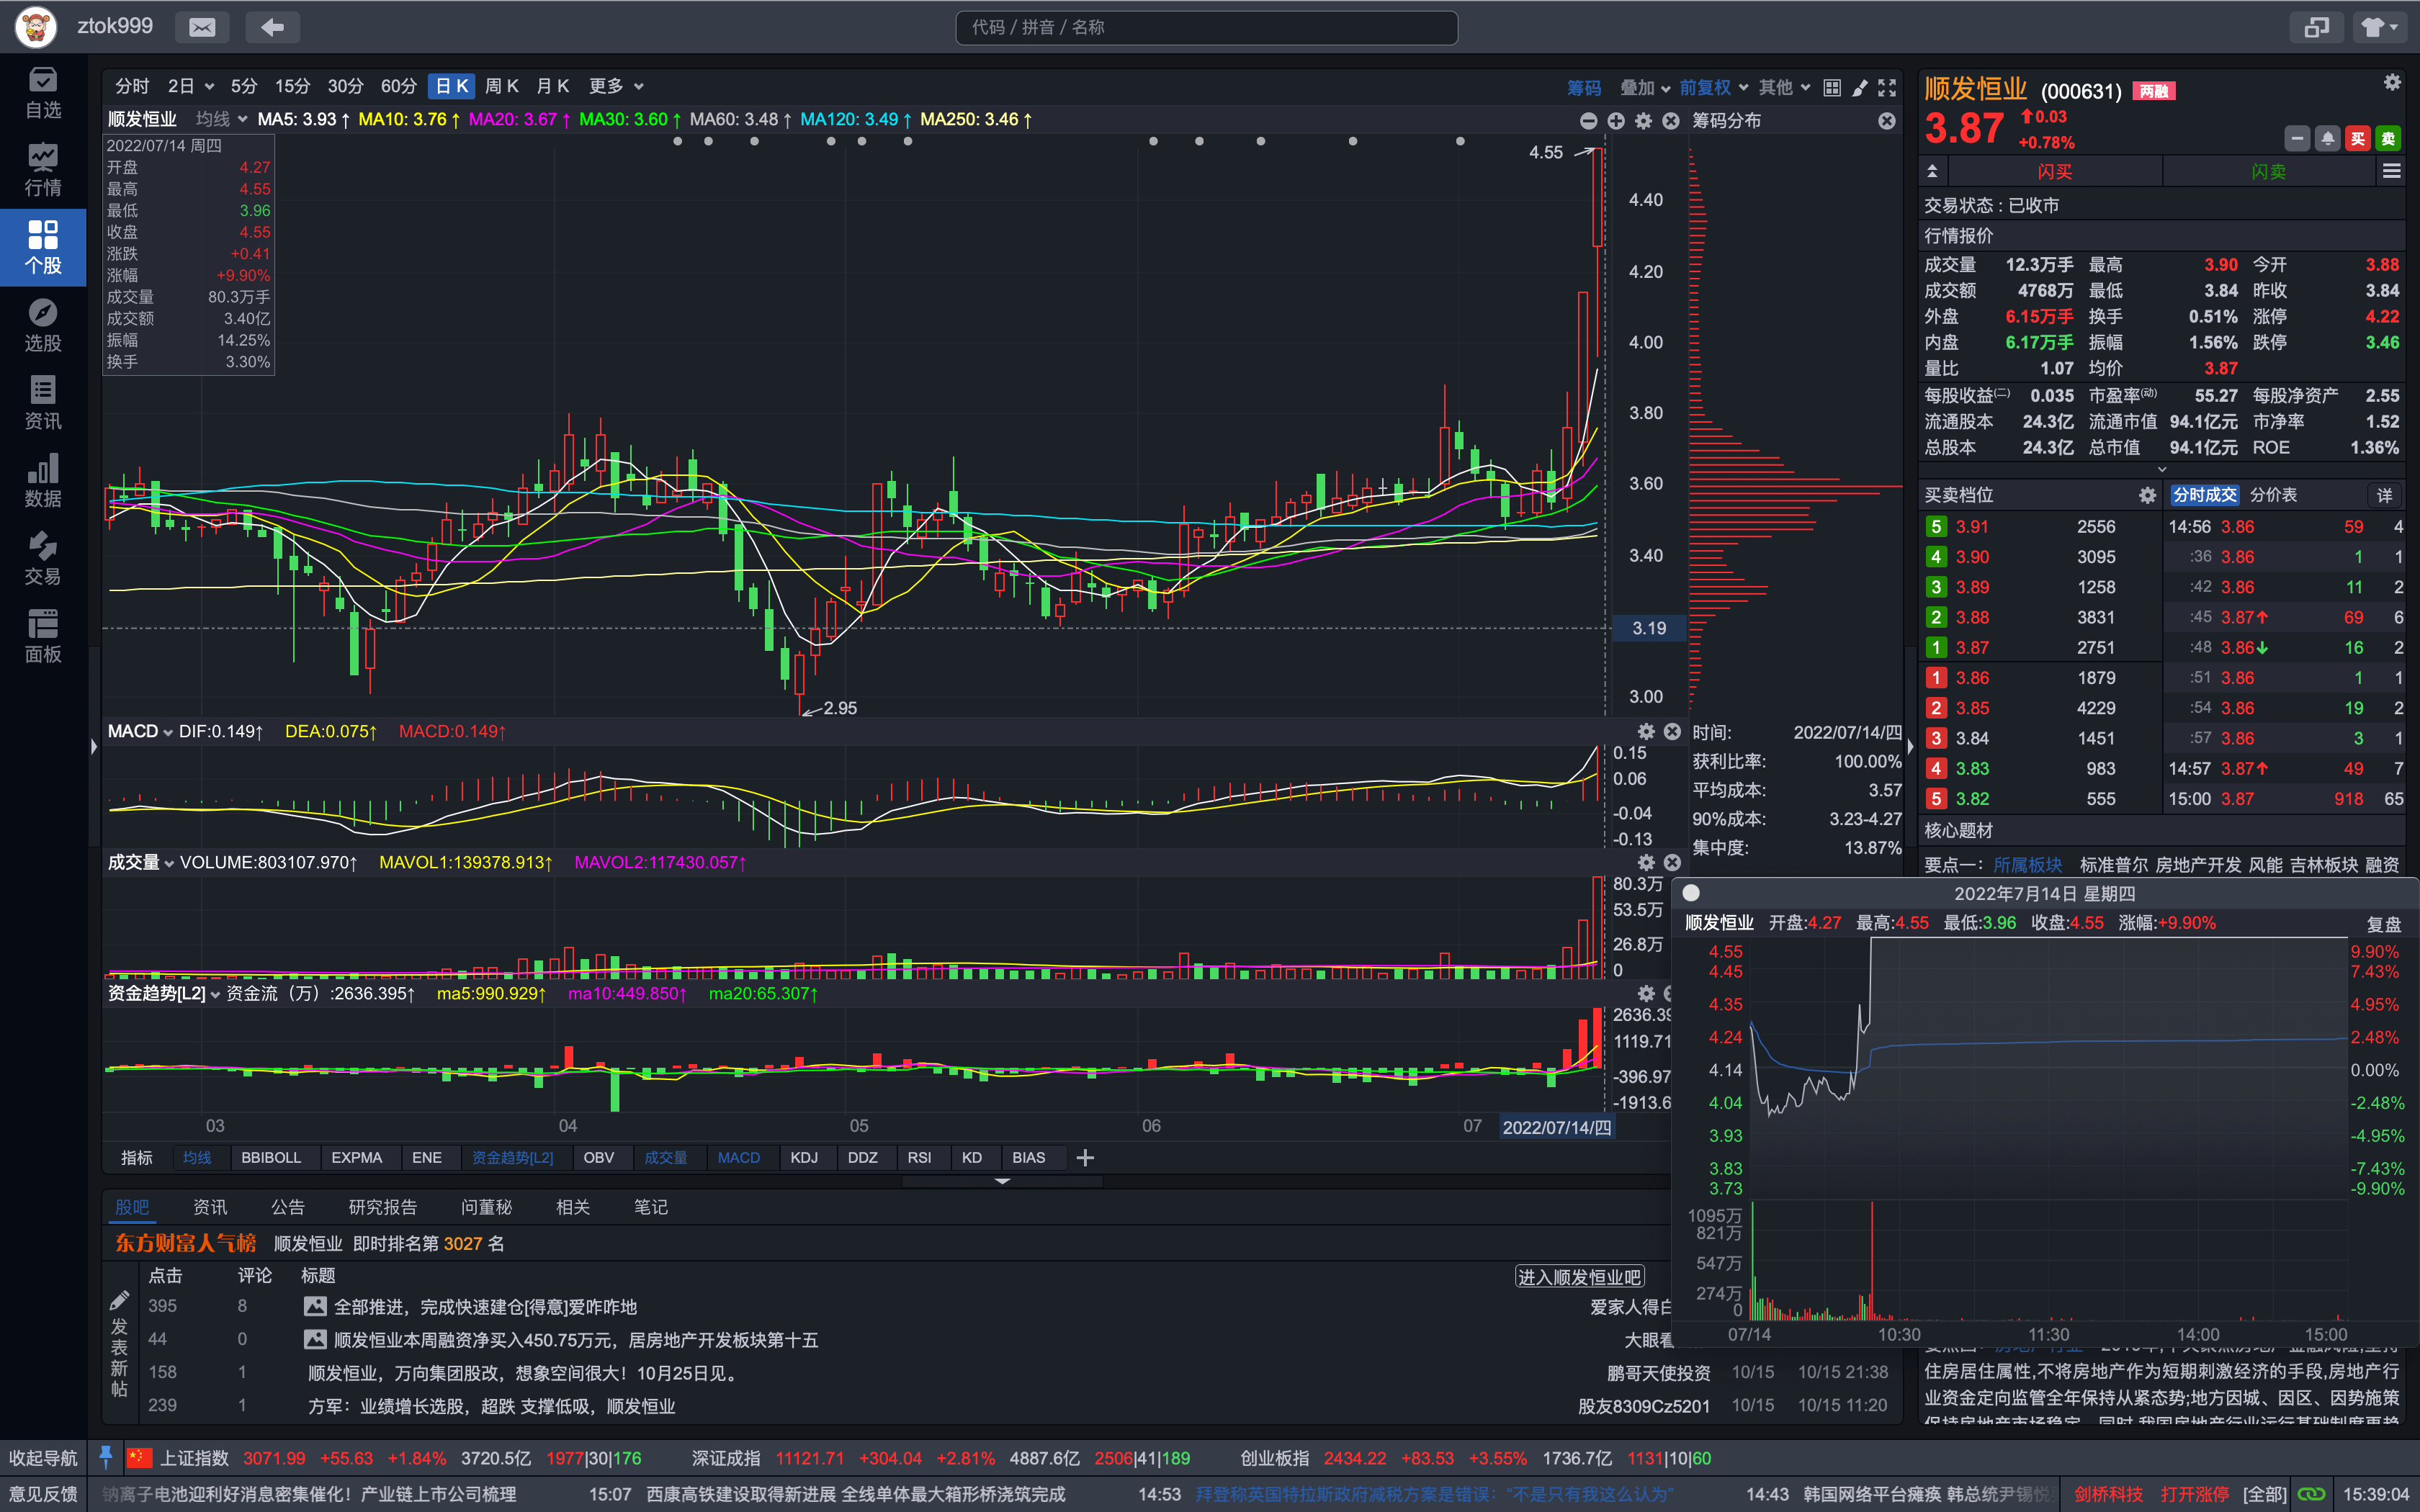 ztok999
代码 / 拼音 / 名称
自选
行情
个股
选股
资讯
数据
交易
面板
分时 2日 5分 15分 30分 60分 日K 周K 月K 更多
筹码 叠加 前复权 其他
顺发恒业 均线 MA5: 3.93↑ MA10: 3.76↑ MA20: 3.67↑ MA30: 3.60↑ MA60: 3.48↑ MA120: 3.49↑ MA250: 3.46↑
筹码分布
2022/07/14 周四
开盘 4.27
最高 4.55
最低 3.96
收盘 4.55
涨跌 +0.41
涨幅 +9.90%
成交量 80.3万手
成交额 3.40亿
振幅 14.25%
换手 3.30%
4.55
4.40
4.20
4.00
3.80
3.60
3.40
3.19
3.00
2.95
MACD DIF:0.149↑ DEA:0.075↑ MACD:0.149↑
0.15
0.06
-0.04
-0.13
时间: 2022/07/14/四
获利比率: 100.00%
平均成本: 3.57
90%成本: 3.23-4.27
集中度: 13.87%
成交量 VOLUME:803107.970↑ MAVOL1:139378.913↑ MAVOL2:117430.057↑
80.3万
53.5万
26.8万
0
资金趋势[L2] 资金流（万）:2636.395↑ ma5:990.929↑ ma10:449.850↑ ma20:65.307↑
2636.39
1119.71
-396.97
-1913.6
03 04 05 06 07 2022/07/14/四
指标 均线 BBIBOLL EXPMA ENE 资金趋势[L2] OBV 成交量 MACD KDJ DDZ RSI KD BIAS
股吧 资讯 公告 研究报告 问董秘 相关 笔记
东方财富人气榜 顺发恒业 即时排名第 3027 名
点击 评论 标题 进入顺发恒业吧
发表新帖
395 8 全部推进，完成快速建仓[得意]爱咋咋地 爱家人得白
44 0 顺发恒业本周融资净买入450.75万元，居房地产开发板块第十五 大眼看
158 1 顺发恒业，万向集团股改，想象空间很大！10月25日见。 鹏哥天使投资 10/15 10/15 21:38
239 1 方军：业绩增长选股，超跌 支撑低吸，顺发恒业 股友8309Cz5201 10/15 10/15 11:20
顺发恒业 (000631) 两融
3.87 0.03
+0.78%
买 卖
闪买 闪卖
交易状态 : 已收市
行情报价
成交量 12.3万手 最高 3.90 今开 3.88
成交额 4768万 最低 3.84 昨收 3.84
外盘 6.15万手 换手 0.51% 涨停 4.22
内盘 6.17万手 振幅 1.56% 跌停 3.46
量比 1.07 均价 3.87
每股收益(二) 0.035 市盈率(动) 55.27 每股净资产 2.55
流通股本 24.3亿 流通市值 94.1亿元 市净率 1.52
总股本 24.3亿 总市值 94.1亿元 ROE 1.36%
买卖档位 分时成交 分价表 详
5 3.91 2556 14:56 3.86 59 4
4 3.90 3095 :36 3.86 1 1
3 3.89 1258 :42 3.86 11 2
2 3.88 3831 :45 3.87↑ 69 6
1 3.87 2751 :48 3.86↓ 16 2
1 3.86 1879 :51 3.86 1 1
2 3.85 4229 :54 3.86 19 2
3 3.84 1451 :57 3.86 3 1
4 3.83 983 14:57 3.87↑ 49 7
5 3.82 555 15:00 3.87 918 65
核心题材
要点一： 所属板块 标准普尔 房地产开发 风能 吉林板块 融资
2022年7月14日 星期四
顺发恒业 开盘:4.27 最高:4.55 最低:3.96 收盘:4.55 涨幅:+9.90% 复盘
4.55 9.90%
4.45 7.43%
4.35 4.95%
4.24 2.48%
4.14 0.00%
4.04 -2.48%
3.93 -4.95%
3.83 -7.43%
3.73 -9.90%
1095万
821万
547万
274万
0
07/14 10:30 11:30 14:00 15:00
住房居住属性,不将房地产作为短期刺激经济的手段,房地产行
业资金定向监管全年保持从紧态势;地方因城、因区、因势施策
收起导航 上证指数 3071.99 +55.63 +1.84% 3720.5亿 1977|30|176 深证成指 11121.71 +304.04 +2.81% 4887.6亿 2506|41|189 创业板指 2434.22 +83.53 +3.55% 1736.7亿 1131|10|60
意见反馈 钠离子电池迎利好消息密集催化！产业链上市公司梳理 15:07 西康高铁建设取得新进展 全线单体最大箱形桥浇筑完成 14:53 拜登称英国特拉斯政府减税方案是错误：“不是只有我这么认为” 14:43 韩国网络平台瘫痪 韩总统尹锡悦 剑桥科技 打开涨停 [全部] 15:39:04